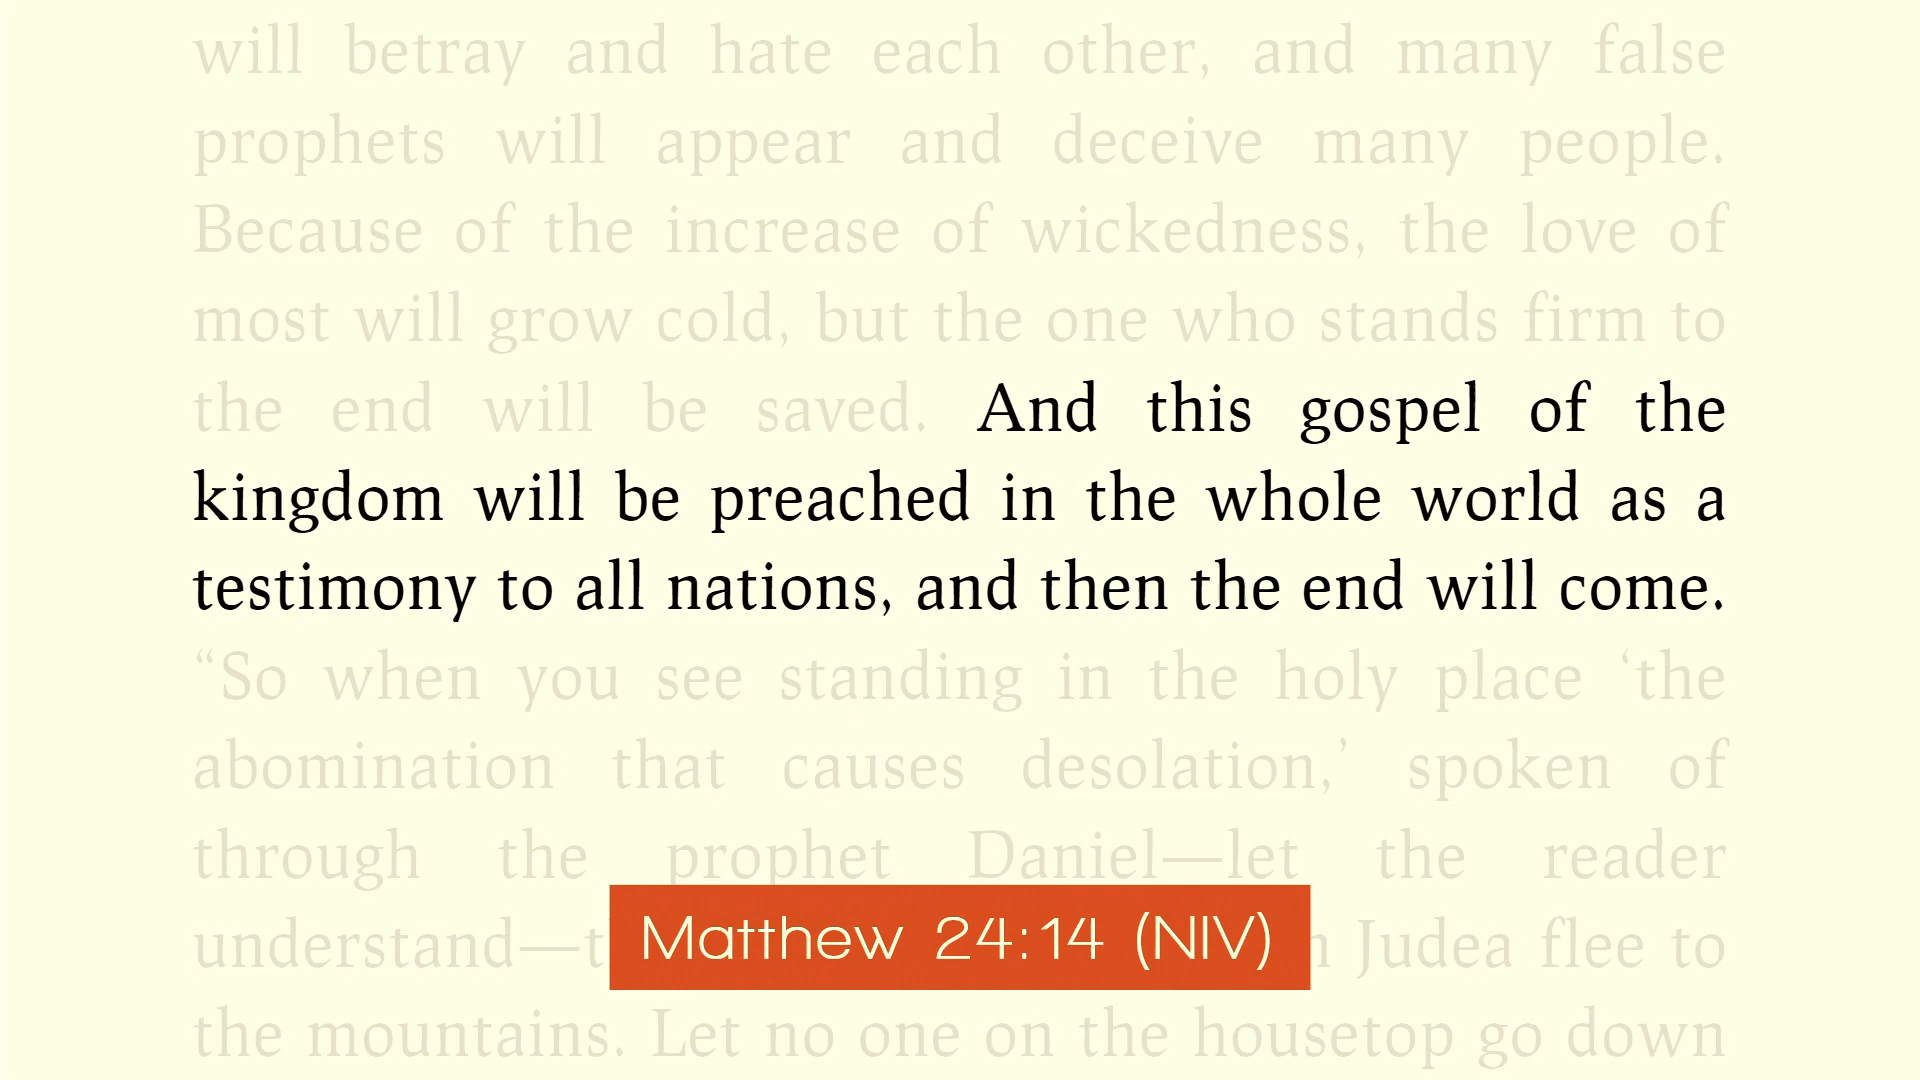 will betray and hate each other, and many false
prophets will appear and deceive many people.
Because of the increase of wickedness, the love of
most will grow cold, but the one who stands firm to
the end will be saved. And this gospel of the
kingdom will be preached in the whole world as a
testimony to all nations, and then the end will come.
“So when you see standing in the holy place ‘the
abomination that causes desolation,’ spoken of
through the prophet Daniel—let the reader
understand— Judea flee to
Matthew 24:14 (NIV)
the mountains. Let no one on the housetop go down